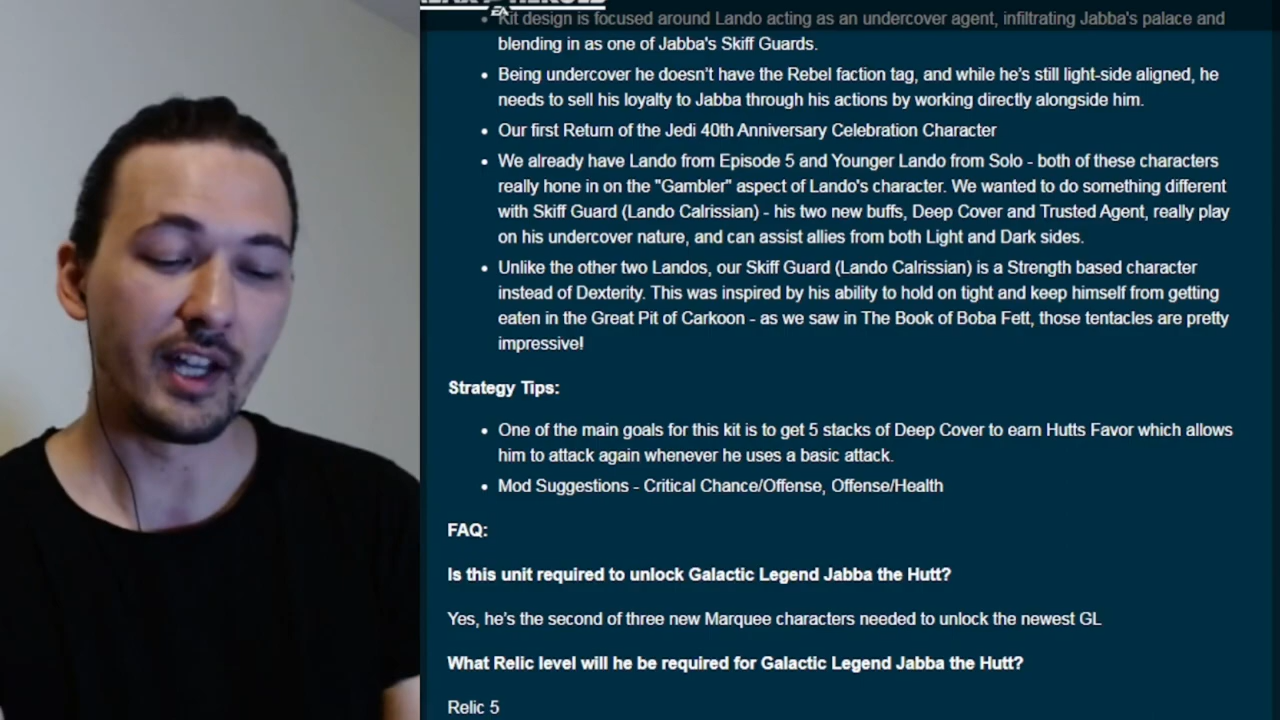 EA
Kit design is focused around Lando acting as an undercover agent, infiltrating Jabba's palace and
blending in as one of Jabba's Skiff Guards.
Being undercover he doesn't have the Rebel faction tag, and while he's still light-side aligned, he
needs to sell his loyalty to Jabba through his actions by working directly alongside him.
Our first Return of the Jedi 40th Anniversary Celebration Character
We already have Lando from Episode 5 and Younger Lando from Solo - both of these characters
really hone in on the "Gambler" aspect of Lando's character. We wanted to do something different
with Skiff Guard (Lando Calrissian) - his two new buffs, Deep Cover and Trusted Agent, really play
on his undercover nature, and can assist allies from both Light and Dark sides.
Unlike the other two Landos, our Skiff Guard (Lando Calrissian) is a Strength based character
instead of Dexterity. This was inspired by his ability to hold on tight and keep himself from getting
eaten in the Great Pit of Carkoon - as we saw in The Book of Boba Fett, those tentacles are pretty
impressive!
Strategy Tips:
One of the main goals for this kit is to get 5 stacks of Deep Cover to earn Hutts Favor which allows
him to attack again whenever he uses a basic attack.
Mod Suggestions - Critical Chance/Offense, Offense/Health
FAQ:
Is this unit required to unlock Galactic Legend Jabba the Hutt?
Yes, he's the second of three new Marquee characters needed to unlock the newest GL
What Relic level will he be required for Galactic Legend Jabba the Hutt?
Relic 5